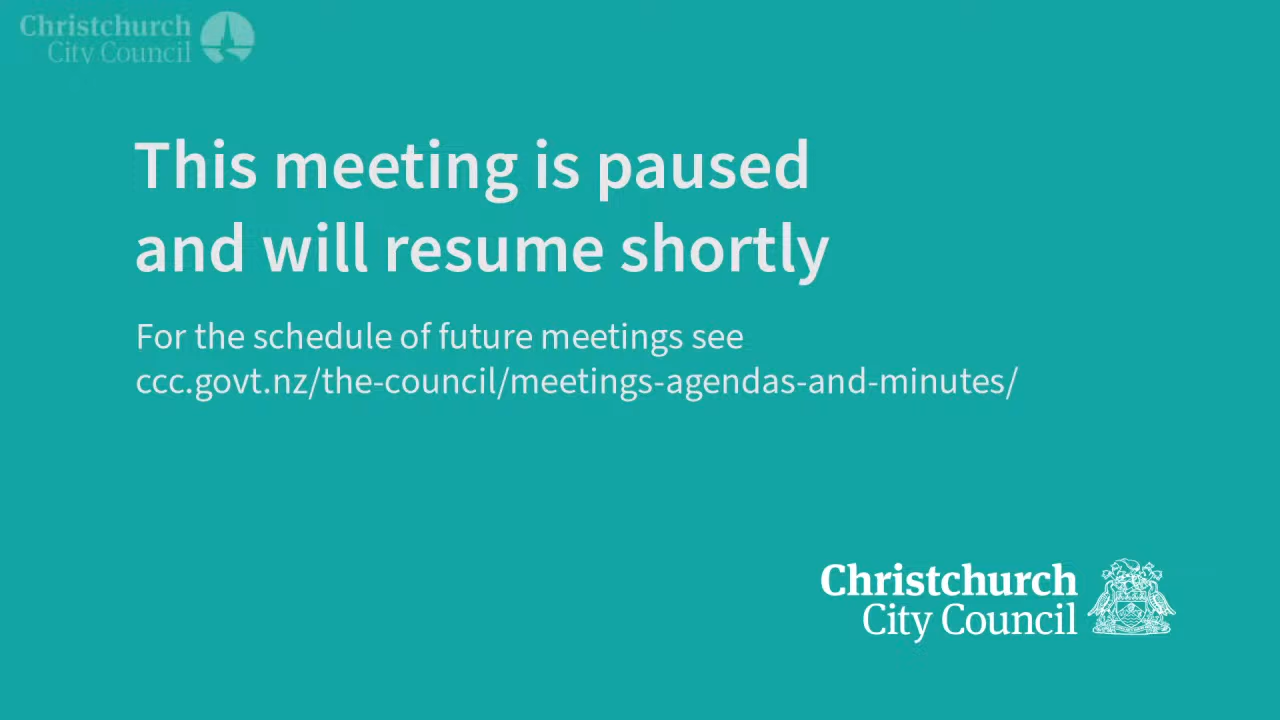 Christchurch
City Council
This meeting is paused
and will resume shortly
For the schedule of future meetings see
ccc.govt.nz/the-council/meetings-agendas-and-minutes/
Christchurch
City Council